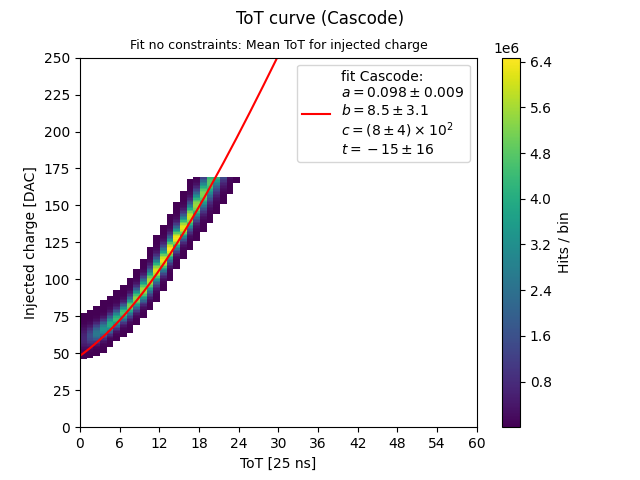 ToT curve (Cascode)
Fit no constraints: Mean ToT for injected charge
1e6
250
225
200
175
150
125
100
75
50
25
0
Injected charge [DAC]
fit Cascode:
a = 0.098 ± 0.009
b = 8.5 ± 3.1
c = (8 ± 4) × 10²
t = −15 ± 16
6.4
5.6
4.8
4.0
3.2
2.4
1.6
0.8
Hits / bin
0 6 12 18 24 30 36 42 48 54 60
ToT [25 ns]